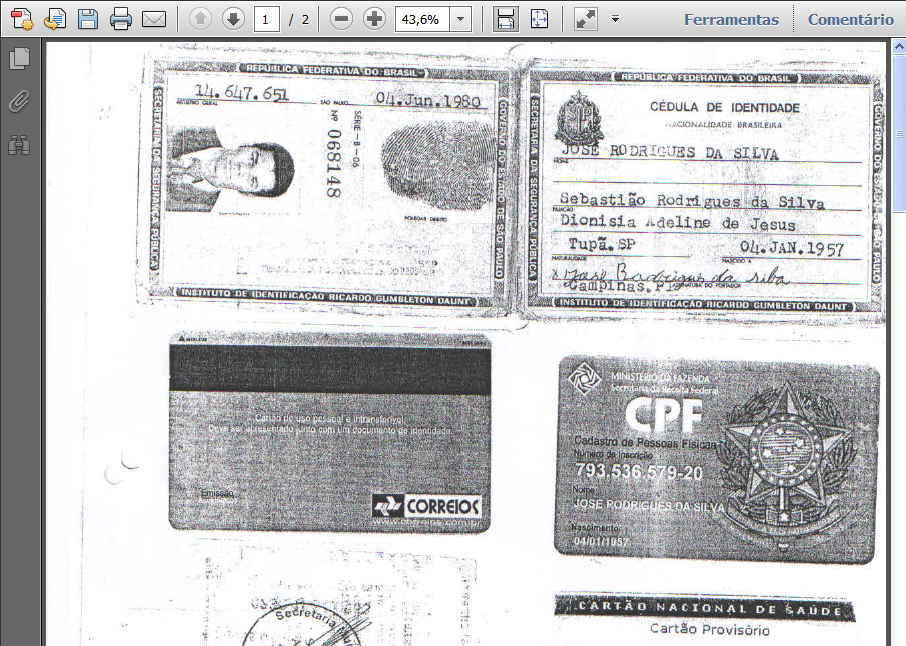 1 / 2
43,6%
Ferramentas
Comentário
REPÚBLICA FEDERATIVA DO BRASIL
14.647.651
REGISTRO GERAL
SÃO PAULO
04.Jun.1980
SECRETARIA DA SEGURANÇA PÚBLICA
SÉRIE - B - 06
Nº 068148
GOVERNO DO ESTADO DE SÃO PAULO
POLEGAR DIREITO
INSTITUTO DE IDENTIFICAÇÃO RICARDO GUMBLETON DAUNT
REPÚBLICA FEDERATIVA DO BRASIL
SECRETARIA DA SEGURANÇA PÚBLICA
GOVERNO DO ESTADO DE SÃO PAULO
CÉDULA DE IDENTIDADE
NACIONALIDADE BRASILEIRA
JOSÉ RODRIGUES DA SILVA
NOME
Sebastião Rodrigues da Silva
FILIAÇÃO
Dionisia Adeline de Jesus
Tupã.SP
04.JAN.1957
NATURALIDADE
NASCIDO A
José Rodrigues da Silva
Campinas.
ASSINATURA DO PORTADOR
INSTITUTO DE IDENTIFICAÇÃO RICARDO GUMBLETON DAUNT
Cartão de uso pessoal e intransferível.
Deve ser apresentado junto com um documento de identidade.
Emissão
CORREIOS
www.correios.com.br
MINISTÉRIO DA FAZENDA
Secretaria da Receita Federal
CPF
Cadastro de Pessoas Físicas
Número de Inscrição
793.536.579-20
Nome
JOSE RODRIGUES DA SILVA
Nascimento
04/01/1957
Secretaria
CARTÃO NACIONAL DE SAÚDE
Cartão Provisório